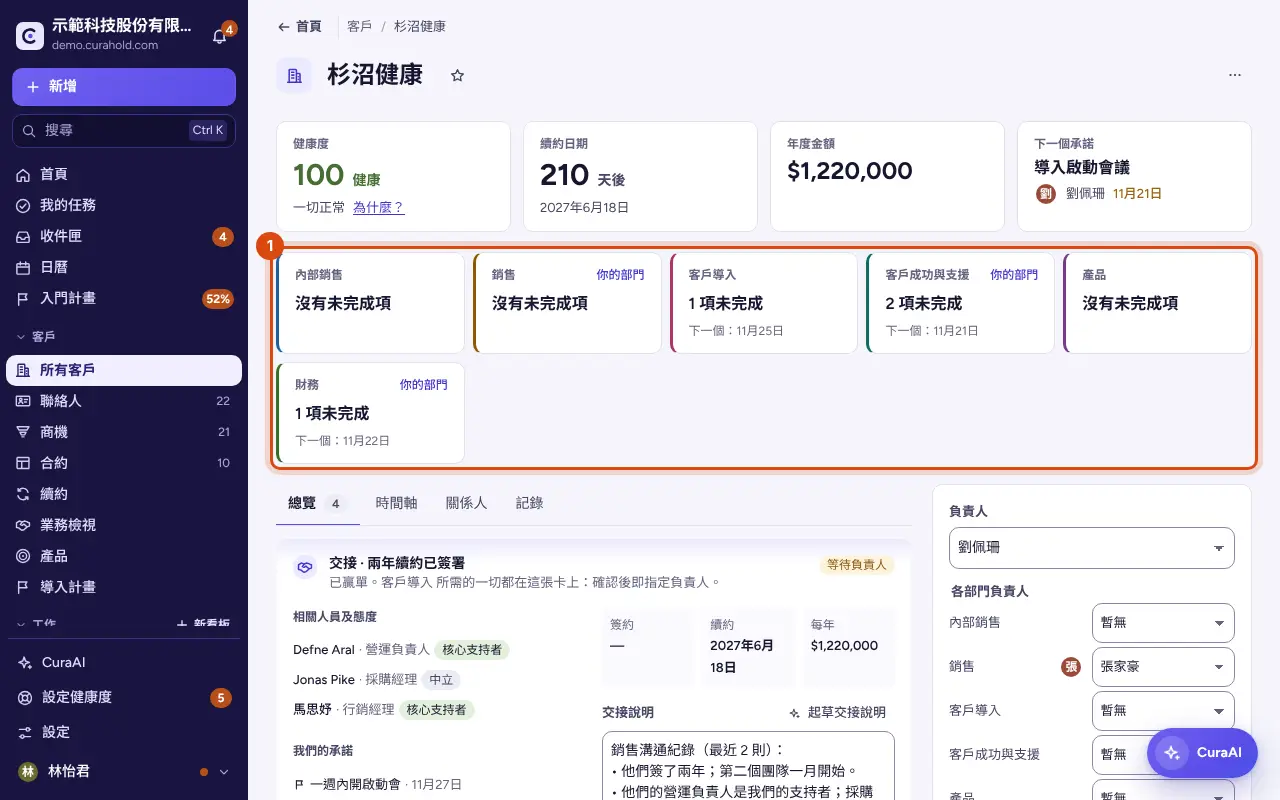 示範科技股份有限...
demo.curahold.com
4
新增
搜尋
Ctrl K
首頁
我的任務
收件匣
4
日曆
入門計畫
52%
客戶
所有客戶
聯絡人
22
商機
21
合約
10
續約
業務檢視
產品
導入計畫
工作
新看板
CuraAI
設定健康度
5
設定
林
林怡君
首頁
客戶 / 杉沼健康
杉沼健康
健康度
100 健康
一切正常 為什麼？
續約日期
210 天後
2027年6月18日
年度金額
$1,220,000
下一個承諾
導入啟動會議
劉 劉佩珊 11月21日
1
內部銷售
沒有未完成項
銷售 你的部門
沒有未完成項
客戶導入
1 項未完成
下一個：11月25日
客戶成功與支援 你的部門
2 項未完成
下一個：11月21日
產品
沒有未完成項
財務 你的部門
1 項未完成
下一個：11月22日
總覽 4
時間軸
關係人
記錄
交接 · 兩年續約已簽署
等待負責人
已贏單。客戶導入 所需的一切都在這張卡上：確認後即指定負責人。
相關人員及態度
Defne Aral · 營運負責人 核心支持者
Jonas Pike · 採購經理 中立
馬思妤 · 行銷經理 核心支持者
我們的承諾
一週內開啟動會 · 11月27日
簽約
—
續約
2027年6月
18日
每年
$1,220,000
交接說明
起草交接說明
銷售溝通紀錄（最近 2 則）：
• 他們簽了兩年；第二個團隊一月開始。
• 他們的營運負責人是我們的支持者；採購
負責人
劉佩珊
各部門負責人
內部銷售
暫無
銷售
張
張家豪
客戶導入
暫無
客戶成功與支援
暫無
產品
暫無
CuraAI